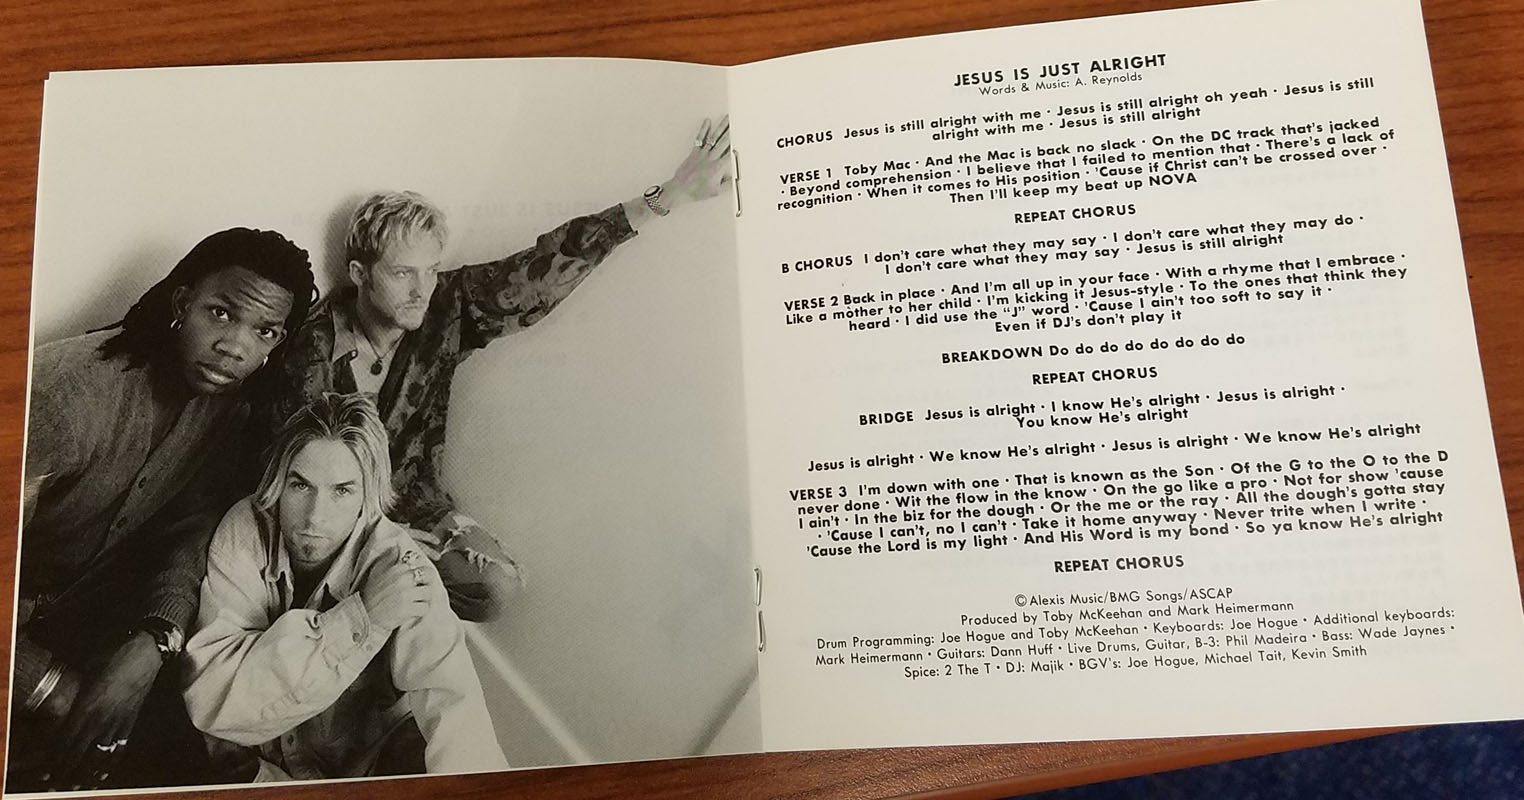 JESUS IS JUST ALRIGHT
Words & Music: A. Reynolds
CHORUS Jesus is still alright with me · Jesus is still alright oh yeah · Jesus is still
alright with me · Jesus is still alright
VERSE 1 Toby Mac · And the Mac is back no slack · On the DC track that's jacked
· Beyond comprehension · I believe that I failed to mention that · There's a lack of
recognition · When it comes to His position · 'Cause if Christ can't be crossed over ·
Then I'll keep my beat up NOVA
REPEAT CHORUS
B CHORUS I don't care what they may say · I don't care what they may do ·
I don't care what they may say · Jesus is still alright
VERSE 2 Back in place · And I'm all up in your face · With a rhyme that I embrace ·
Like a mother to her child · I'm kicking it Jesus-style · To the ones that think they
heard · I did use the "J" word · 'Cause I ain't too soft to say it ·
Even if DJ's don't play it
BREAKDOWN Do do do do do do do do
REPEAT CHORUS
BRIDGE Jesus is alright · I know He's alright · Jesus is alright ·
You know He's alright
Jesus is alright · We know He's alright · Jesus is alright · We know He's alright
VERSE 3 I'm down with one · That is known as the Son · Of the G to the O to the D
never done · Wit the flow in the know · On the go like a pro · Not for show 'cause
I ain't · In the biz for the dough · Or the me or the ray · All the dough's gotta stay
· 'Cause I can't, no I can't · Take it home anyway · Never trite when I write ·
'Cause the Lord is my light · And His Word is my bond · So ya know He's alright
REPEAT CHORUS
©Alexis Music/BMG Songs/ASCAP
Produced by Toby McKeehan and Mark Heimermann
Drum Programming: Joe Hogue and Toby McKeehan · Keyboards: Joe Hogue · Additional keyboards:
Mark Heimermann · Guitars: Dann Huff · Live Drums, Guitar, B-3: Phil Madeira · Bass: Wade Jaynes ·
Spice: 2 The T · DJ: Majik · BGV's: Joe Hogue, Michael Tait, Kevin Smith